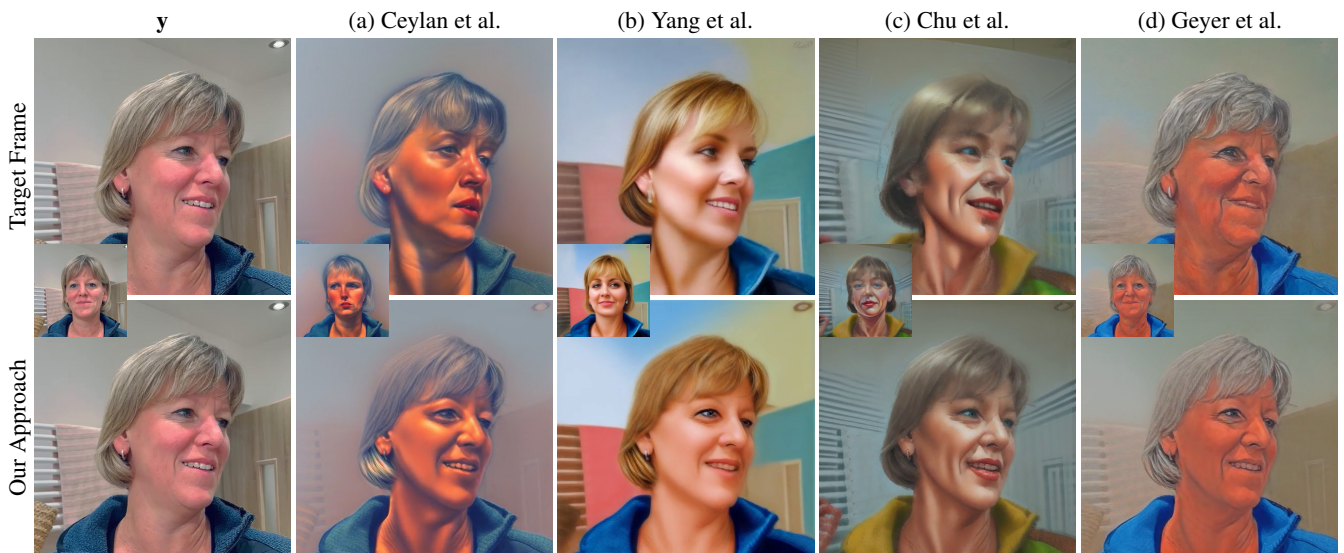 y (a) Ceylan et al. (b) Yang et al. (c) Chu et al. (d) Geyer et al.
Target Frame
Our Approach